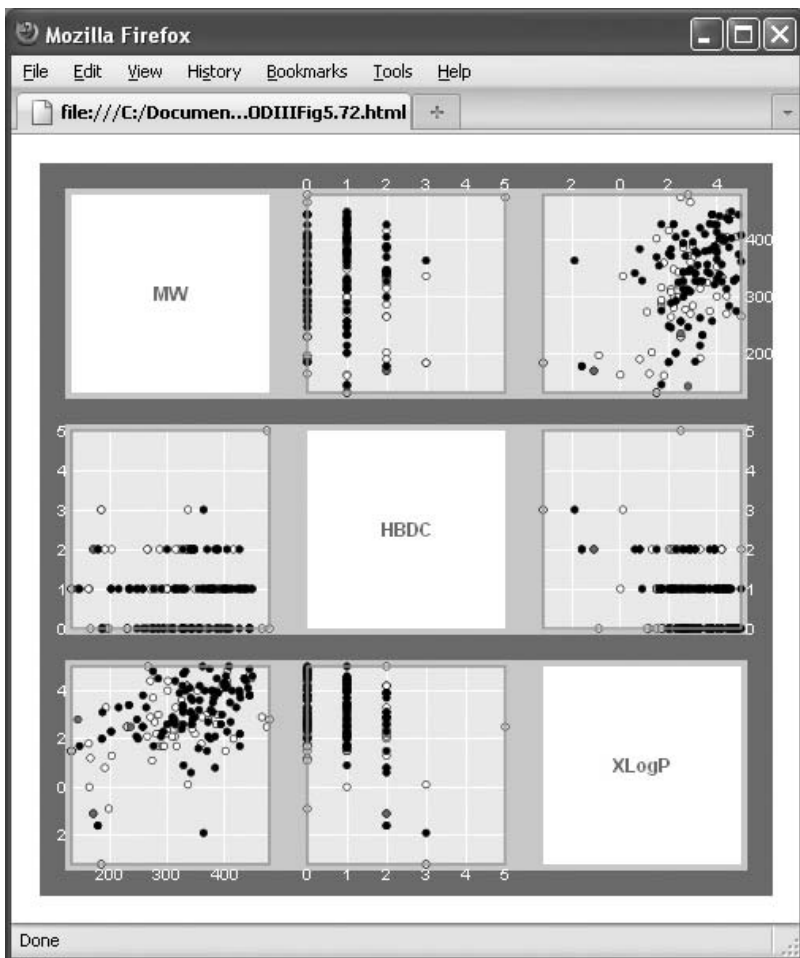 Mozilla Firefox
File Edit View History Bookmarks Tools Help
file:///C:/Documen...ODIIIFig5.72.html
0 1 2 3 4 5 2 0 2 4
MW
400
300
200
5 4 3 2 1 0
HBDC
5 4 3 2 1 0
4 2 0 2
XLogP
200 300 400 0 1 2 3 4 5
Done